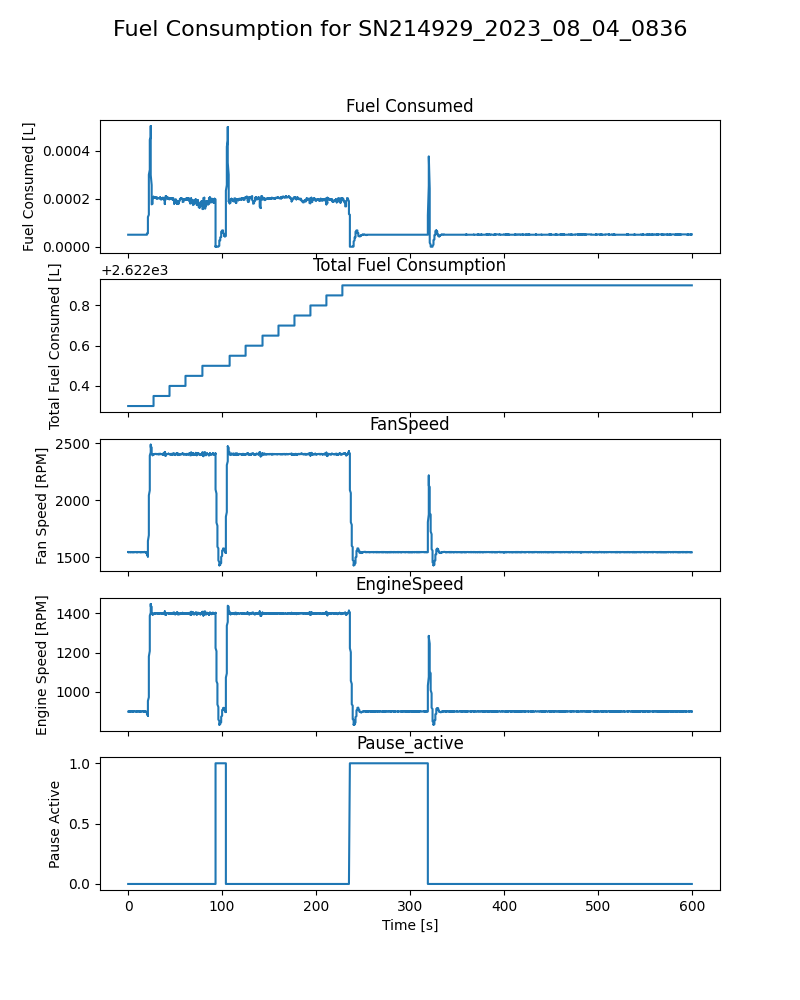 Fuel Consumption for SN214929_2023_08_04_0836
Fuel Consumed
Fuel Consumed [L]
0.0004
0.0002
0.0000
+2.622e3
Total Fuel Consumption
Total Fuel Consumed [L]
0.8
0.6
0.4
FanSpeed
Fan Speed [RPM]
2500
2000
1500
EngineSpeed
Engine Speed [RPM]
1400
1200
1000
Pause_active
Pause Active
1.0
0.5
0.0
0 100 200 300 400 500 600
Time [s]